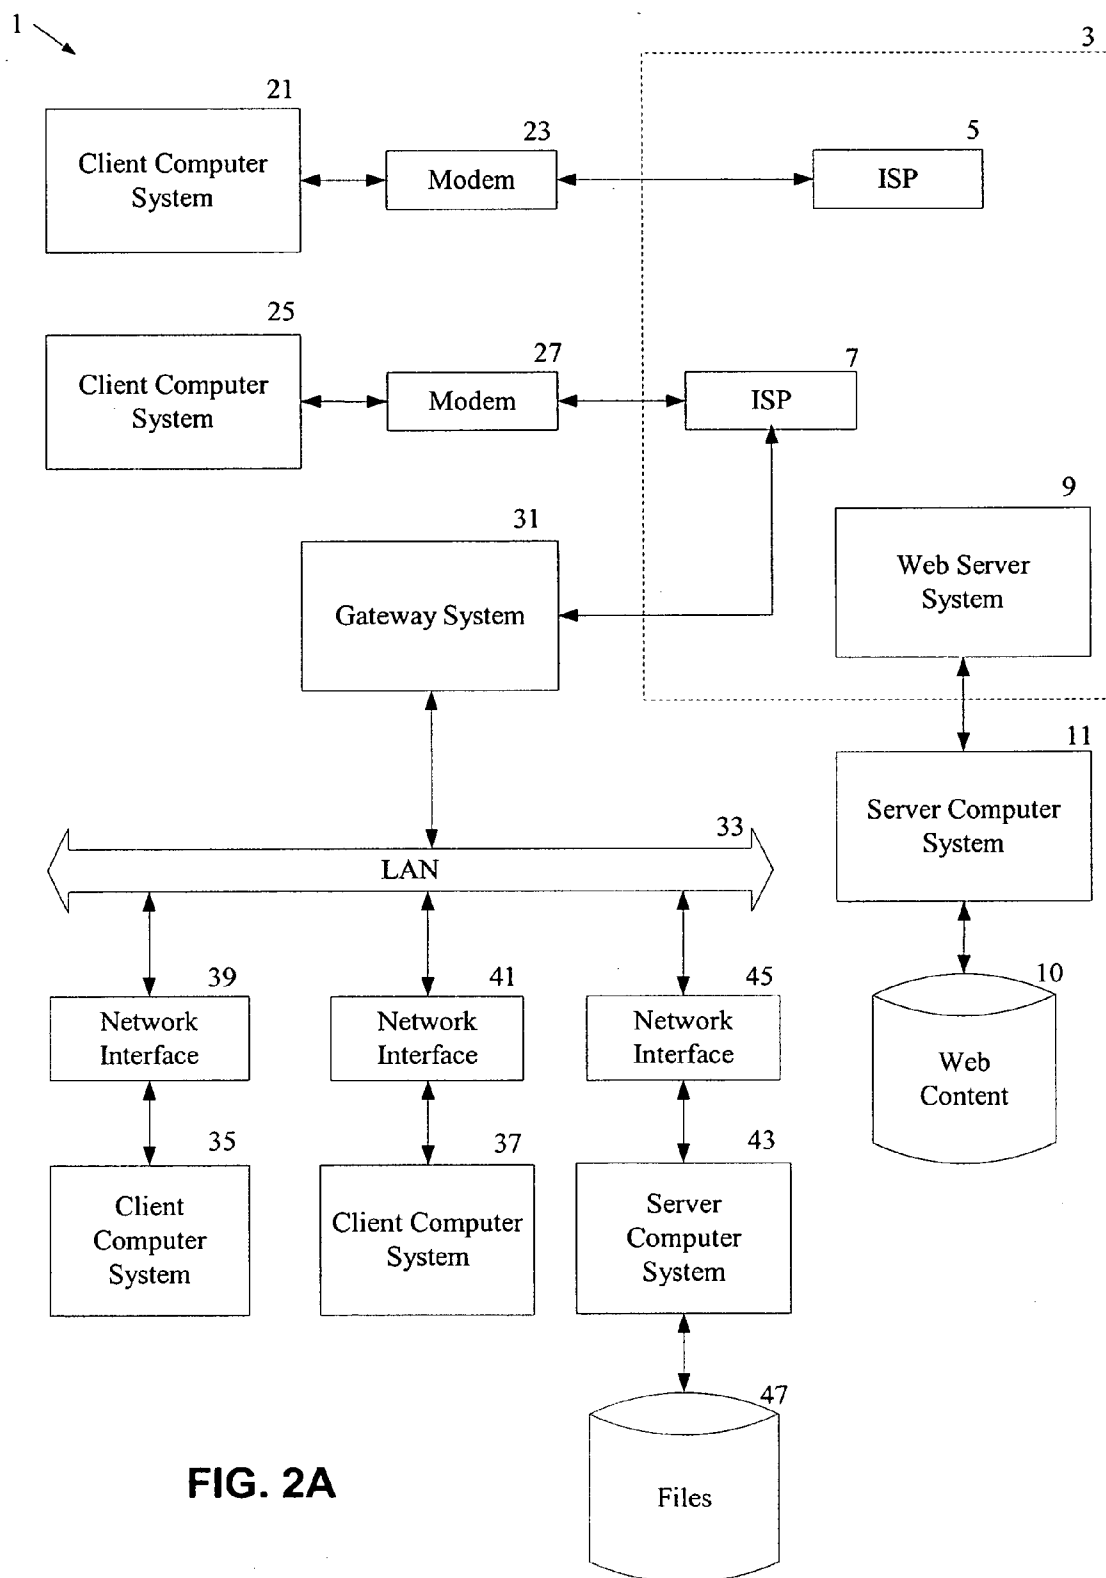 1
3
21
23
5
Client Computer
System
Modem
ISP
25
27
7
Client Computer
System
Modem
ISP
9
31
Web Server
System
Gateway System
11
Server Computer
System
33
LAN
10
39
41
45
Network
Interface
Network
Interface
Network
Interface
Web
Content
35
37
43
Client
Computer
System
Client Computer
System
Server
Computer
System
47
Files
FIG. 2A